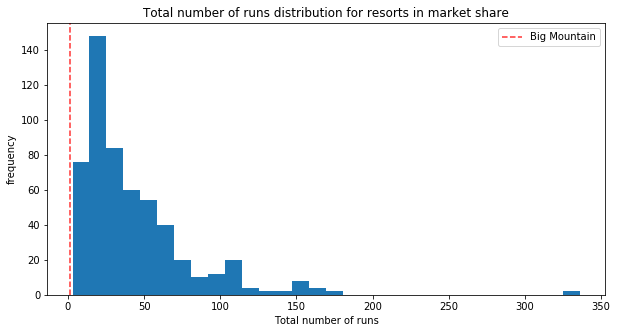 Total number of runs distribution for resorts in market share
Big Mountain
frequency
140
120
100
80
60
40
20
0
0 50 100 150 200 250 300 350
Total number of runs